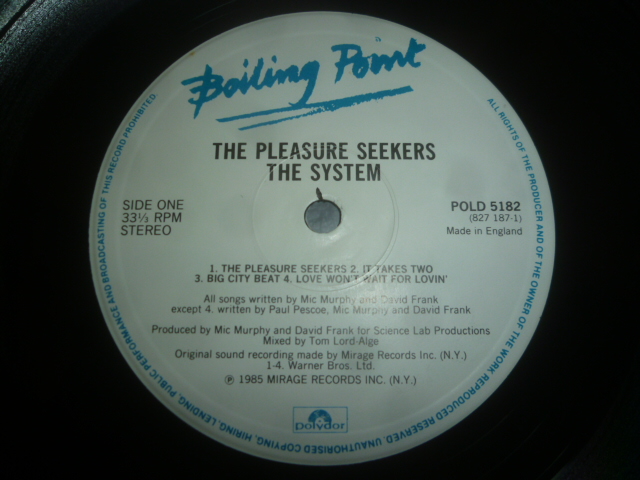 Boiling Point
THE PLEASURE SEEKERS
THE SYSTEM
SIDE ONE
33⅓ RPM
STEREO
POLD 5182
(827 187-1)
Made in England
1. THE PLEASURE SEEKERS 2. IT TAKES TWO
3. BIG CITY BEAT 4. LOVE WON'T WAIT FOR LOVIN'
All songs written by Mic Murphy and David Frank
except 4. written by Paul Pescoe, Mic Murphy and David Frank
Produced by Mic Murphy and David Frank for Science Lab Productions
Mixed by Tom Lord-Alge
Original sound recording made by Mirage Records Inc. (N.Y.)
1-4. Warner Bros. Ltd.
℗ 1985 MIRAGE RECORDS INC. (N.Y.)
polydor
ALL RIGHTS OF THE PRODUCER AND OF THE OWNER OF THE WORK REPRODUCED RESERVED. UNAUTHORISED COPYING, HIRING, LENDING, PUBLIC PERFORMANCE AND BROADCASTING OF THIS RECORD PROHIBITED.